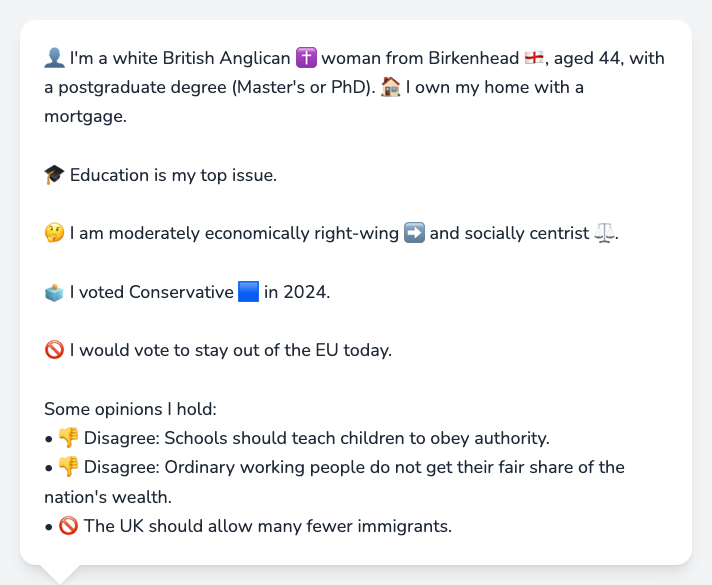 👤 I'm a white British Anglican ✝️ woman from Birkenhead 🏴󠁧󠁢󠁥󠁮󠁧󠁿, aged 44, with
a postgraduate degree (Master's or PhD). 🏠 I own my home with a
mortgage.
🎓 Education is my top issue.
🤔 I am moderately economically right-wing ➡️ and socially centrist ⚖️.
🗳️ I voted Conservative 🟦 in 2024.
🚫 I would vote to stay out of the EU today.
Some opinions I hold:
• 👎 Disagree: Schools should teach children to obey authority.
• 👎 Disagree: Ordinary working people do not get their fair share of the
nation's wealth.
• 🚫 The UK should allow many fewer immigrants.